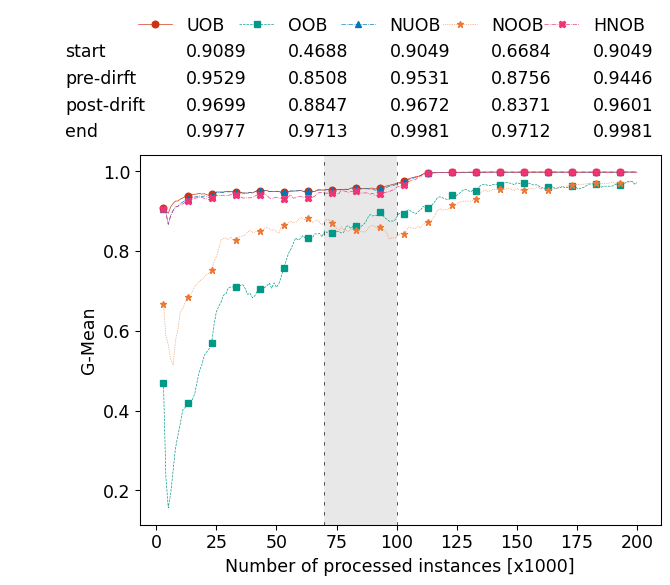 UOB OOB NUOB NOOB HNOB
start 0.9089 0.4688 0.9049 0.6684 0.9049
pre-dirft 0.9529 0.8508 0.9531 0.8756 0.9446
post-drift 0.9699 0.8847 0.9672 0.8371 0.9601
end 0.9977 0.9713 0.9981 0.9712 0.9981
1.0
0.8
0.6
0.4
0.2
G-Mean
0 25 50 75 100 125 150 175 200
Number of processed instances [x1000]